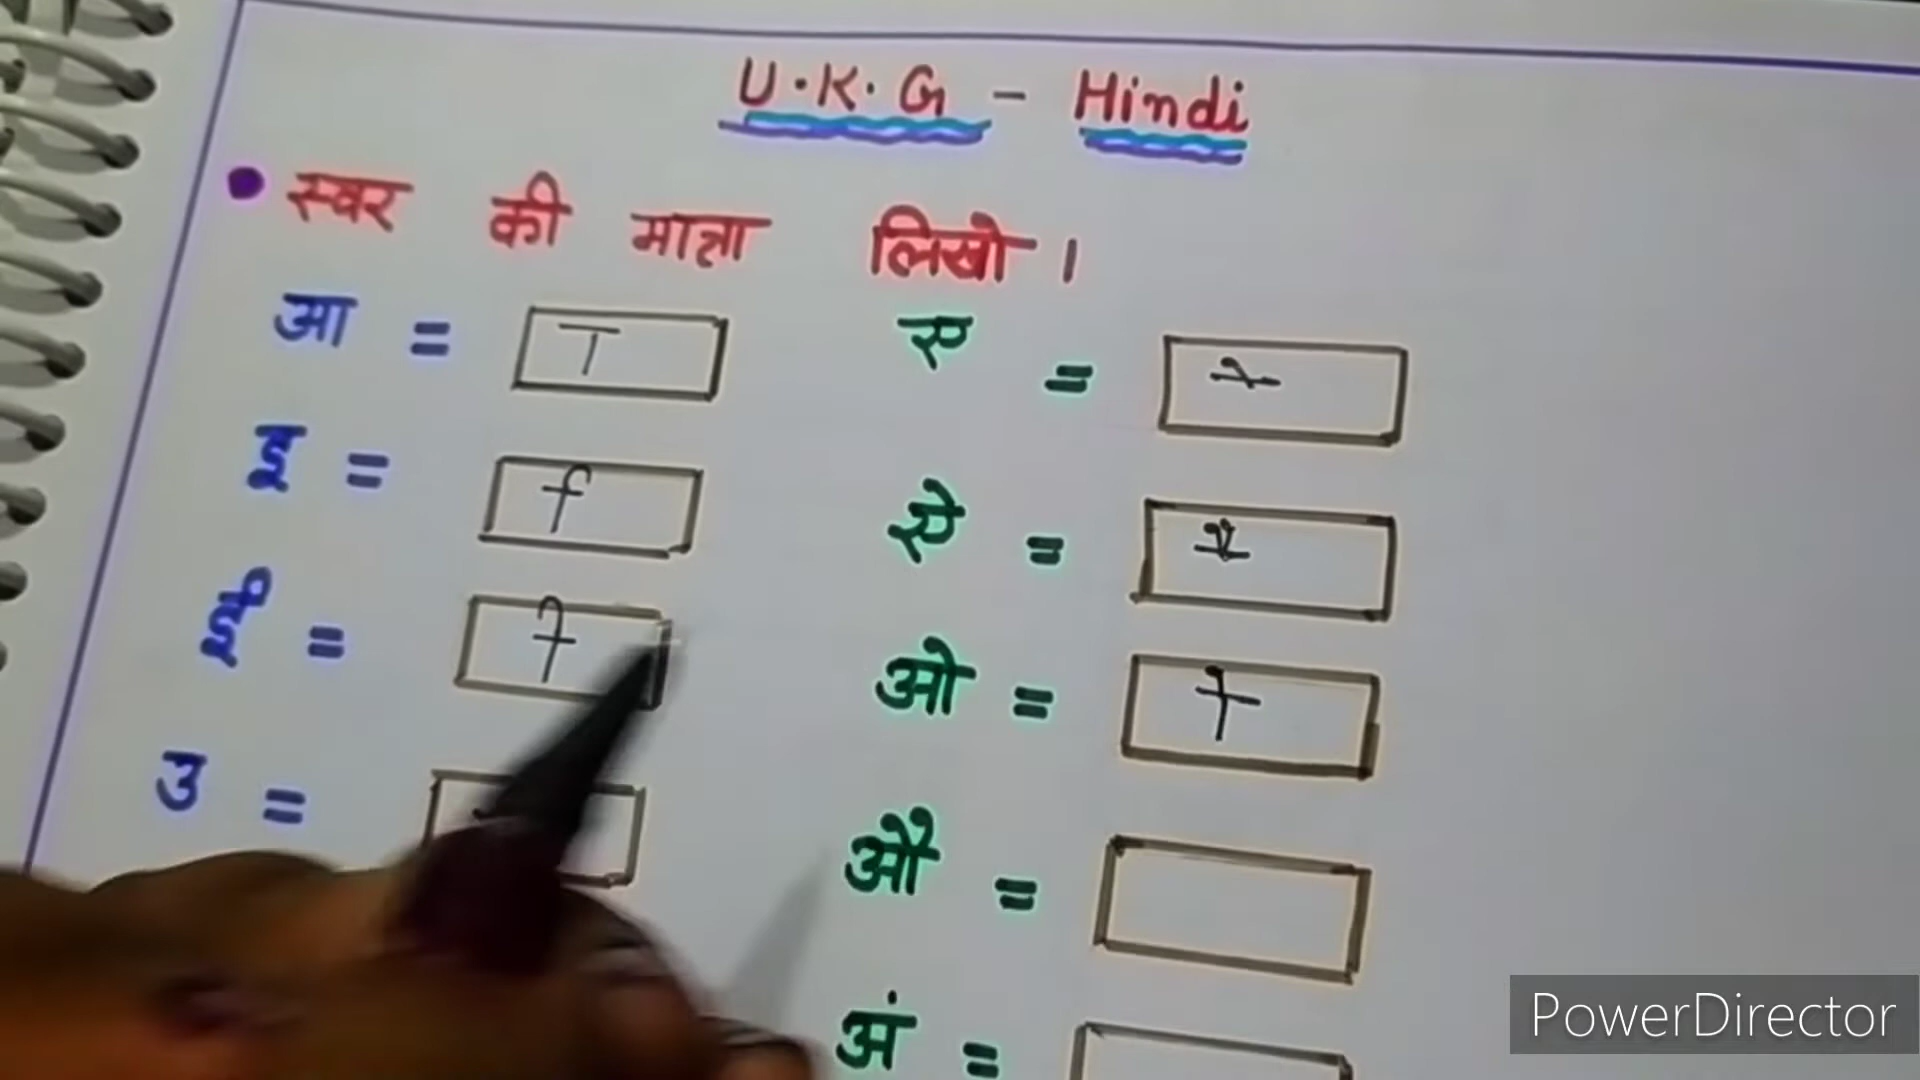 U.K.G - Hindi
• स्वर की मात्रा लिखो ।
आ = ा ए = े
इ = ि ऐ = ै
ई = ी ओ = ो
उ = औ =
अं =
PowerDirector